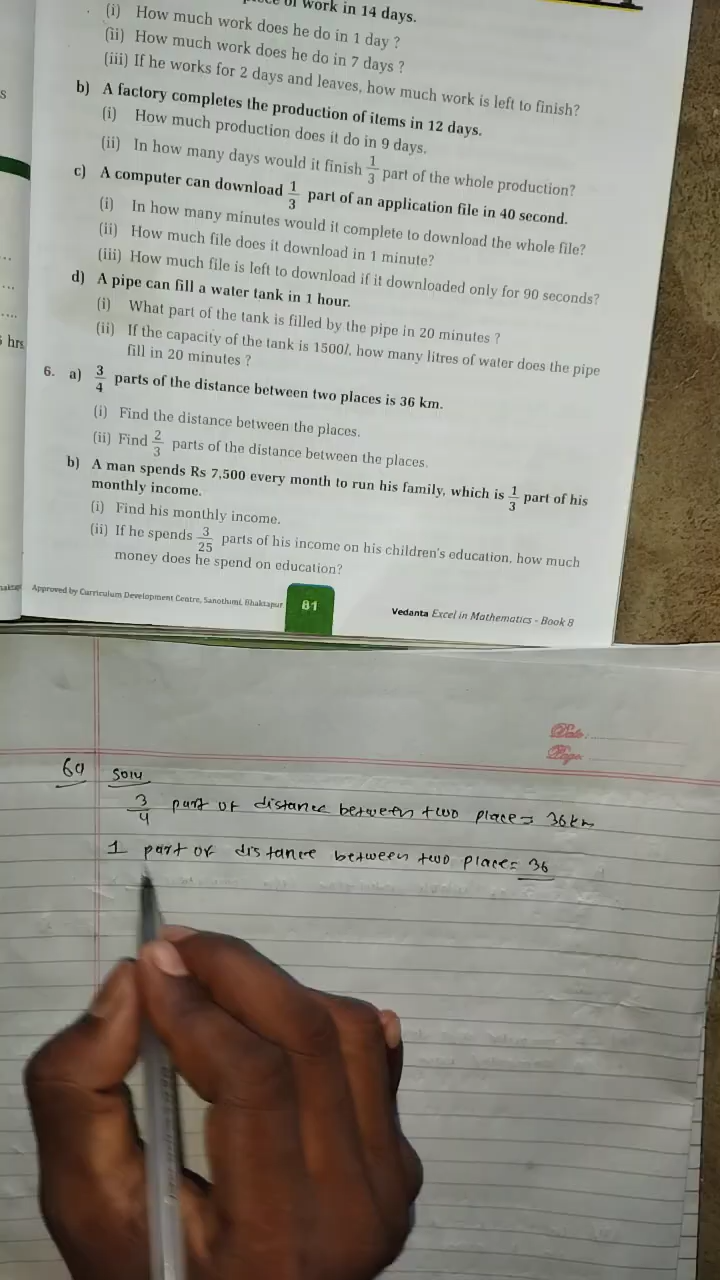 of work in 14 days.
(i) How much work does he do in 1 day ?
(ii) How much work does he do in 7 days ?
(iii) If he works for 2 days and leaves, how much work is left to finish?
b) A factory completes the production of items in 12 days.
(i) How much production does it do in 9 days.
(ii) In how many days would it finish 1/3 part of the whole production?
c) A computer can download 1/3 part of an application file in 40 second.
(i) In how many minutes would it complete to download the whole file?
(ii) How much file does it download in 1 minute?
(iii) How much file is left to download if it downloaded only for 90 seconds?
d) A pipe can fill a water tank in 1 hour.
(i) What part of the tank is filled by the pipe in 20 minutes ?
(ii) If the capacity of the tank is 1500l, how many litres of water does the pipe
fill in 20 minutes ?
hrs
6. a) 3/4 parts of the distance between two places is 36 km.
(i) Find the distance between the places.
(ii) Find 2/3 parts of the distance between the places.
b) A man spends Rs 7,500 every month to run his family, which is 1/3 part of his
monthly income.
(i) Find his monthly income.
(ii) If he spends 3/25 parts of his income on his children's education, how much
money does he spend on education?
Approved by Curriculum Development Centre, Sanothimi, Bhaktapur 81 Vedanta Excel in Mathematics - Book 8
Date:
Page:
6a Soln
3/4 part of distance between two place= 36km
1 part of distance between two place= 36